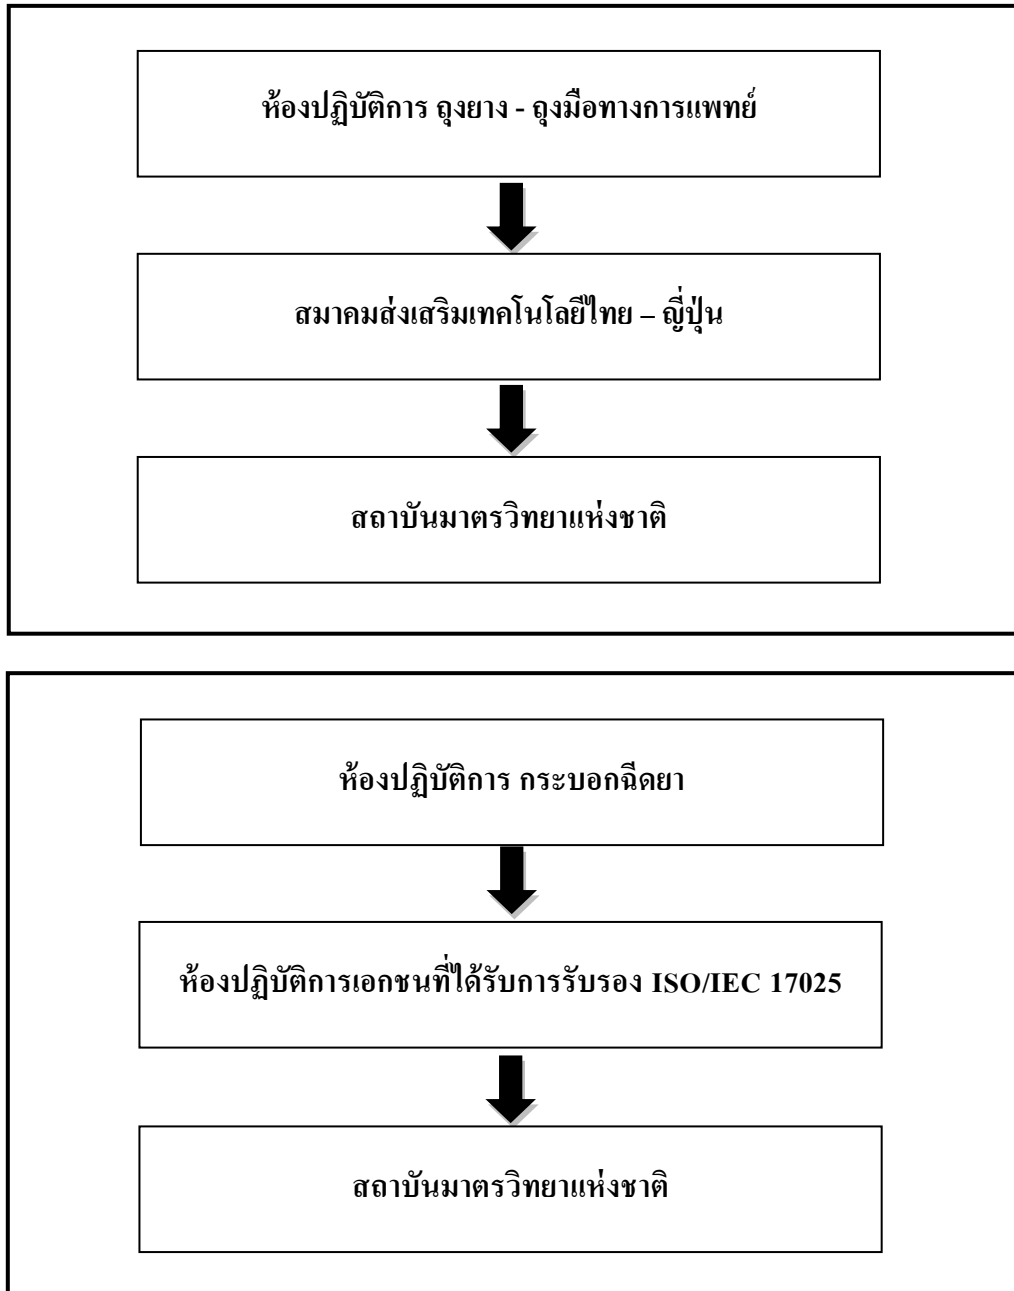 ห้องปฏิบัติการ ถุงยาง - ถุงมือทางการแพทย์
สมาคมส่งเสริมเทคโนโลยีไทย – ญี่ปุ่น
สถาบันมาตรวิทยาแห่งชาติ
ห้องปฏิบัติการ กระบอกฉีดยา
ห้องปฏิบัติการเอกชนที่ได้รับการรับรอง ISO/IEC 17025
สถาบันมาตรวิทยาแห่งชาติ